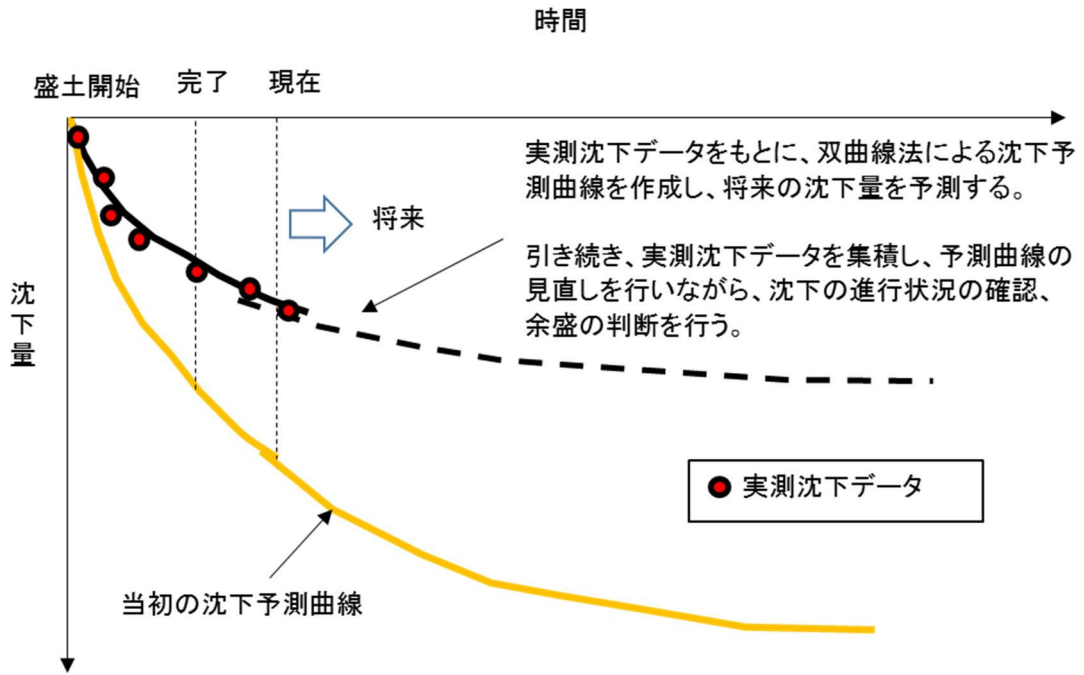 時間
盛土開始
完了
現在
実測沈下データをもとに、双曲線法による沈下予
測曲線を作成し、将来の沈下量を予測する。
将来
引き続き、実測沈下データを集積し、予測曲線の
見直しを行いながら、沈下の進行状況の確認、
余盛の判断を行う。
沈下量
実測沈下データ
当初の沈下予測曲線